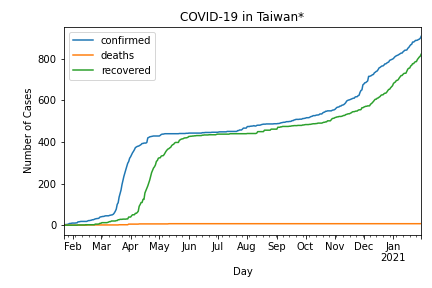 COVID-19 in Taiwan*
confirmed
deaths
recovered
Number of Cases
800
600
400
200
0
Feb Mar Apr May Jun Jul Aug Sep Oct Nov Dec Jan
2021
Day